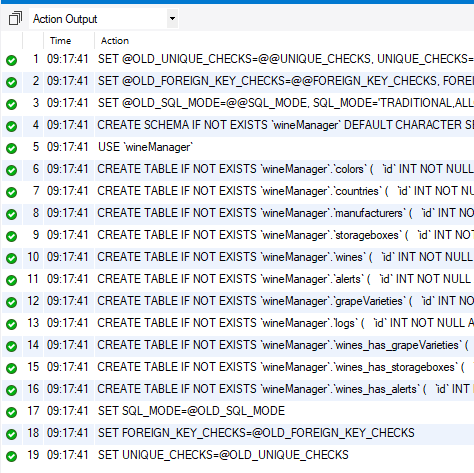 Action Output
Time Action
1 09:17:41 SET @OLD_UNIQUE_CHECKS=@@UNIQUE_CHECKS, UNIQUE_CHECKS=
2 09:17:41 SET @OLD_FOREIGN_KEY_CHECKS=@@FOREIGN_KEY_CHECKS, FOREI
3 09:17:41 SET @OLD_SQL_MODE=@@SQL_MODE, SQL_MODE='TRADITIONAL,ALL
4 09:17:41 CREATE SCHEMA IF NOT EXISTS `wineManager` DEFAULT CHARACTER SE
5 09:17:41 USE `wineManager`
6 09:17:41 CREATE TABLE IF NOT EXISTS `wineManager`.`colors` ( `id` INT NOT NULL
7 09:17:41 CREATE TABLE IF NOT EXISTS `wineManager`.`countries` ( `id` INT NOT NU
8 09:17:41 CREATE TABLE IF NOT EXISTS `wineManager`.`manufacturers` ( `id` INT
9 09:17:41 CREATE TABLE IF NOT EXISTS `wineManager`.`storageboxes` ( `id` INT
10 09:17:41 CREATE TABLE IF NOT EXISTS `wineManager`.`wines` ( `id` INT NOT NULL
11 09:17:41 CREATE TABLE IF NOT EXISTS `wineManager`.`alerts` ( `id` INT NOT NULL
12 09:17:41 CREATE TABLE IF NOT EXISTS `wineManager`.`grapeVarieties` ( `id` INT
13 09:17:41 CREATE TABLE IF NOT EXISTS `wineManager`.`logs` ( `id` INT NOT NULL A
14 09:17:41 CREATE TABLE IF NOT EXISTS `wineManager`.`wines_has_grapeVarieties` (
15 09:17:41 CREATE TABLE IF NOT EXISTS `wineManager`.`wines_has_storageboxes` (
16 09:17:41 CREATE TABLE IF NOT EXISTS `wineManager`.`wines_has_alerts` ( `id` INT
17 09:17:41 SET SQL_MODE=@OLD_SQL_MODE
18 09:17:41 SET FOREIGN_KEY_CHECKS=@OLD_FOREIGN_KEY_CHECKS
19 09:17:41 SET UNIQUE_CHECKS=@OLD_UNIQUE_CHECKS